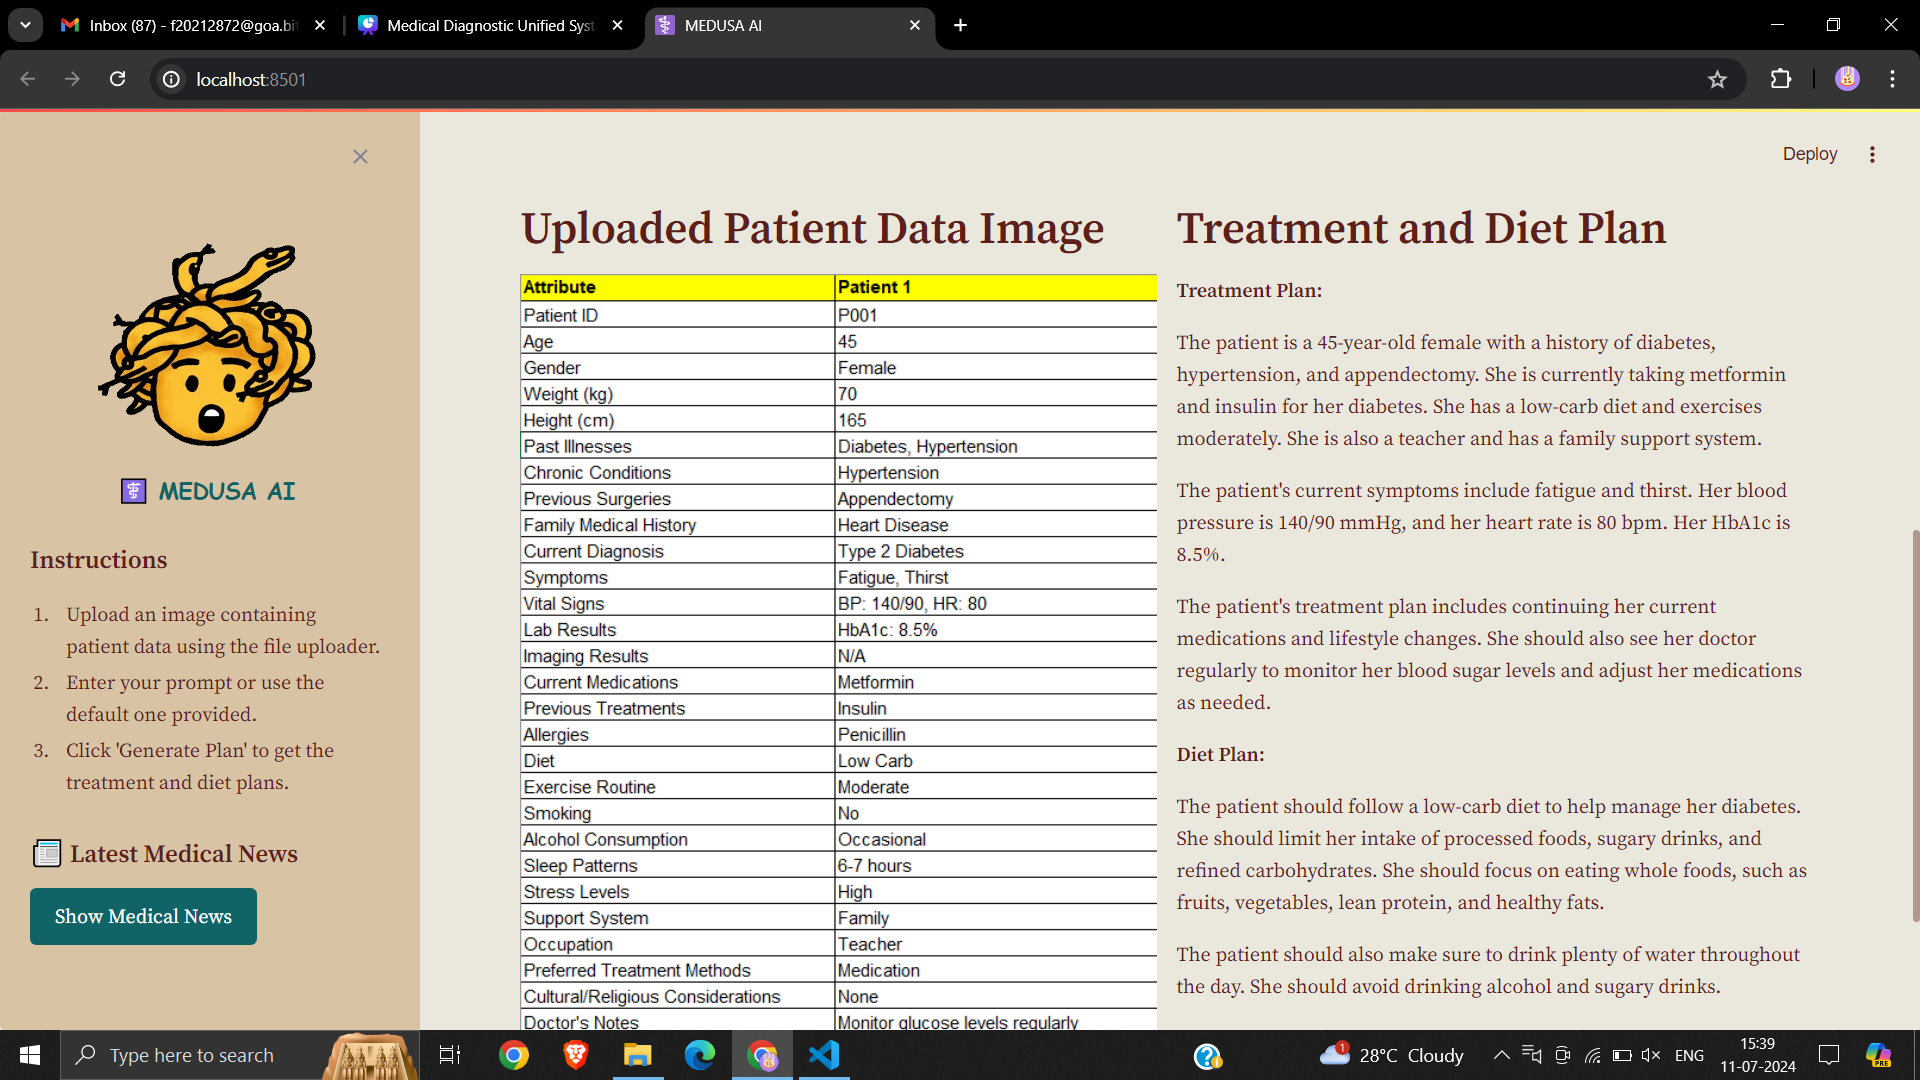 Inbox (87) - f20212872@goa.bit
Medical Diagnostic Unified Syst
MEDUSA AI
localhost:8501
Deploy
MEDUSA AI
Instructions
1. Upload an image containing
patient data using the file uploader.
2. Enter your prompt or use the
default one provided.
3. Click 'Generate Plan' to get the
treatment and diet plans.
Latest Medical News
Show Medical News
Uploaded Patient Data Image
Attribute Patient 1
Patient ID P001
Age 45
Gender Female
Weight (kg) 70
Height (cm) 165
Past Illnesses Diabetes, Hypertension
Chronic Conditions Hypertension
Previous Surgeries Appendectomy
Family Medical History Heart Disease
Current Diagnosis Type 2 Diabetes
Symptoms Fatigue, Thirst
Vital Signs BP: 140/90, HR: 80
Lab Results HbA1c: 8.5%
Imaging Results N/A
Current Medications Metformin
Previous Treatments Insulin
Allergies Penicillin
Diet Low Carb
Exercise Routine Moderate
Smoking No
Alcohol Consumption Occasional
Sleep Patterns 6-7 hours
Stress Levels High
Support System Family
Occupation Teacher
Preferred Treatment Methods Medication
Cultural/Religious Considerations None
Doctor's Notes Monitor glucose levels regularly
Treatment and Diet Plan
Treatment Plan:
The patient is a 45-year-old female with a history of diabetes,
hypertension, and appendectomy. She is currently taking metformin
and insulin for her diabetes. She has a low-carb diet and exercises
moderately. She is also a teacher and has a family support system.
The patient's current symptoms include fatigue and thirst. Her blood
pressure is 140/90 mmHg, and her heart rate is 80 bpm. Her HbA1c is
8.5%.
The patient's treatment plan includes continuing her current
medications and lifestyle changes. She should also see her doctor
regularly to monitor her blood sugar levels and adjust her medications
as needed.
Diet Plan:
The patient should follow a low-carb diet to help manage her diabetes.
She should limit her intake of processed foods, sugary drinks, and
refined carbohydrates. She should focus on eating whole foods, such as
fruits, vegetables, lean protein, and healthy fats.
The patient should also make sure to drink plenty of water throughout
the day. She should avoid drinking alcohol and sugary drinks.
Type here to search
1
28°C Cloudy
ENG
15:39
11-07-2024
PRE